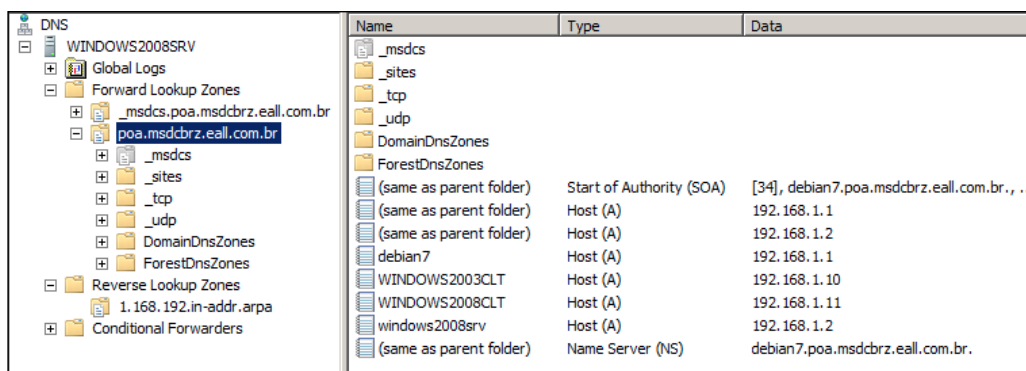 DNS
WINDOWS2008SRV
Global Logs
Forward Lookup Zones
_msdcs.poa.msdcbrz.eall.com.br
poa.msdcbrz.eall.com.br
_msdcs
_sites
_tcp
_udp
DomainDnsZones
ForestDnsZones
Reverse Lookup Zones
1.168.192.in-addr.arpa
Conditional Forwarders
Name Type Data
_msdcs
_sites
_tcp
_udp
DomainDnsZones
ForestDnsZones
(same as parent folder) Start of Authority (SOA) [34], debian7.poa.msdcbrz.eall.com.br., ..
(same as parent folder) Host (A) 192.168.1.1
(same as parent folder) Host (A) 192.168.1.2
debian7 Host (A) 192.168.1.1
WINDOWS2003CLT Host (A) 192.168.1.10
WINDOWS2008CLT Host (A) 192.168.1.11
windows2008srv Host (A) 192.168.1.2
(same as parent folder) Name Server (NS) debian7.poa.msdcbrz.eall.com.br.